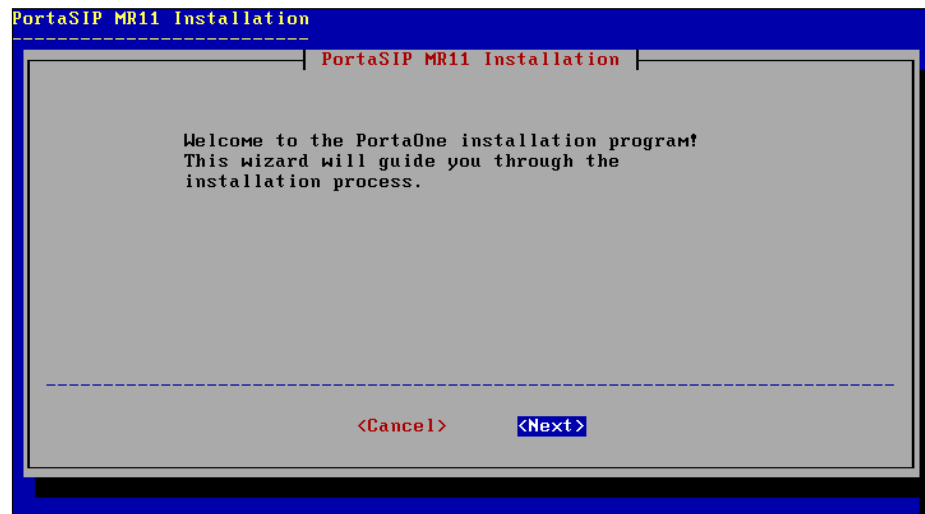 PortaSIP MR11 Installation
PortaSIP MR11 Installation
Welcome to the PortaOne installation program!
This wizard will guide you through the
installation process.
<Cancel> <Next>